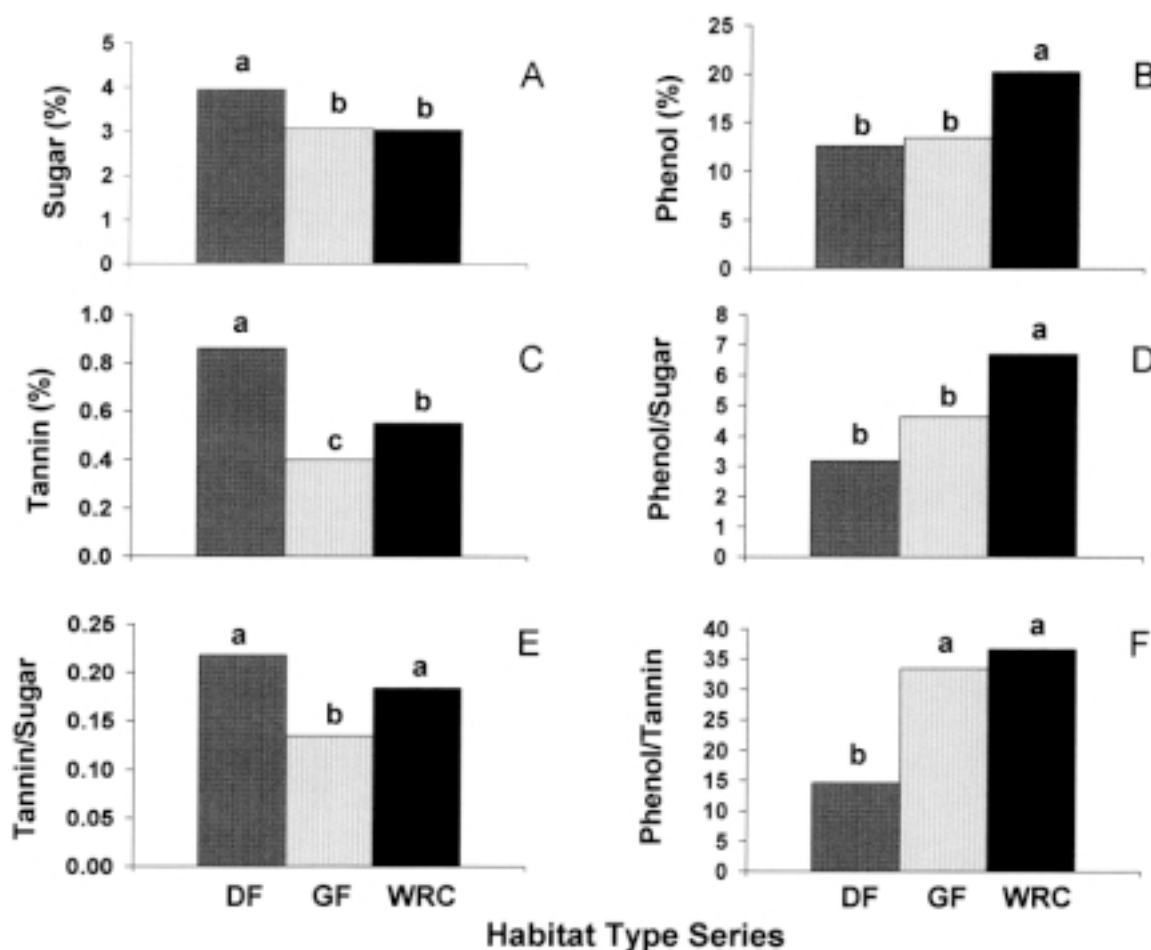 A
Sugar (%)
5
4
3
2
1
0
a
b
b
B
Phenol (%)
25
20
15
10
5
0
b
b
a
C
Tannin (%)
1.0
0.8
0.6
0.4
0.2
0.0
a
c
b
D
Phenol/Sugar
8
7
6
5
4
3
2
1
0
b
b
a
E
Tannin/Sugar
0.25
0.20
0.15
0.10
0.05
0.00
a
b
a
DF GF WRC
F
Phenol/Tannin
40
35
30
25
20
15
10
5
0
b
a
a
DF GF WRC
Habitat Type Series